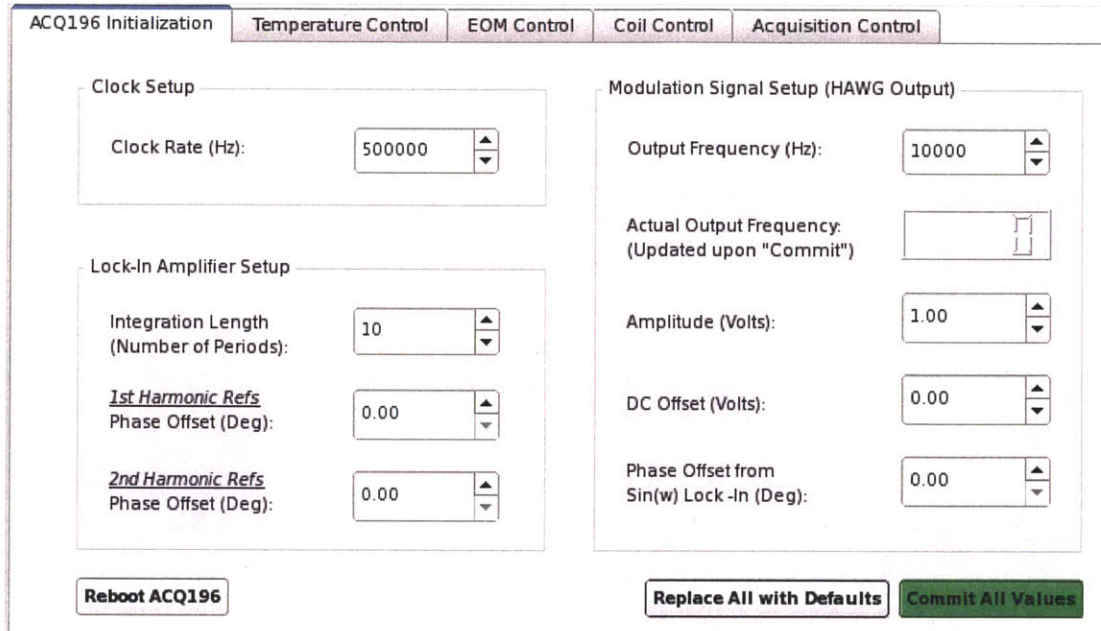 ACQ196 Initialization
Temperature Control
EOM Control
Coil Control
Acquisition Control
Clock Setup
Clock Rate (Hz):
500000
Lock-In Amplifier Setup
Integration Length
(Number of Periods):
10
1st Harmonic Refs
Phase Offset (Deg):
0.00
2nd Harmonic Refs
Phase Offset (Deg):
0.00
Modulation Signal Setup (HAWG Output)
Output Frequency (Hz):
10000
Actual Output Frequency:
(Updated upon "Commit")
0
Amplitude (Volts):
1.00
DC Offset (Volts):
0.00
Phase Offset from
Sin(w) Lock -In (Deg):
0.00
Reboot ACQ196
Replace All with Defaults
Commit All Values